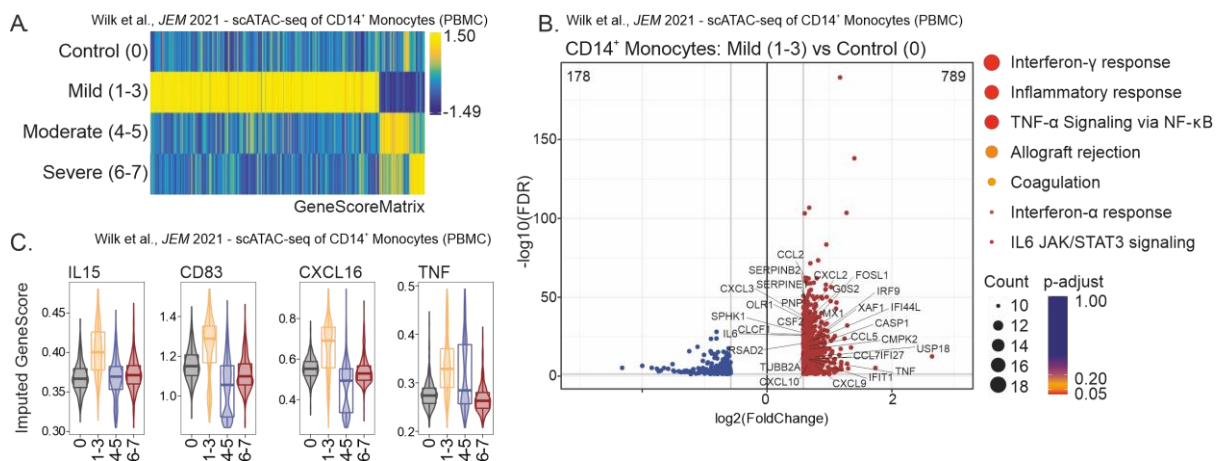 A.
Wilk et al., JEM 2021 - scATAC-seq of CD14⁺ Monocytes (PBMC)
Control (0)
Mild (1-3)
Moderate (4-5)
Severe (6-7)
1.50
-1.49
GeneScoreMatrix
B.
Wilk et al., JEM 2021 - scATAC-seq of CD14⁺ Monocytes (PBMC)
CD14⁺ Monocytes: Mild (1-3) vs Control (0)
178
789
150
100
50
0
-log10(FDR)
CCL2
SERPINB2
CXCL2
FOSL1
SERPINE1
G0S2
CXCL3
IRF9
PNP
OLR1
MX1
XAF1
IFI44L
SPHK1
CSF2
CASP1
IL6
CLCF1
CCL5
CMPK2
RSAD2
USP18
CCL7
IFI27
TUBB2A
TNF
IFIT1
CXCL10
CXCL9
0
2
log2(FoldChange)
Interferon-γ response
Inflammatory response
TNF-α Signaling via NF-κB
Allograft rejection
Coagulation
Interferon-α response
IL6 JAK/STAT3 signaling
Count
10
12
14
16
18
p-adjust
1.00
0.20
0.05
C.
Wilk et al., JEM 2021 - scATAC-seq of CD14⁺ Monocytes (PBMC)
Imputed GeneScore
IL15
0.45
0.40
0.35
0.30
0
1-3
4-5
6-7
CD83
1.4
1.2
1.0
0
1-3
4-5
6-7
CXCL16
0.8
0.6
0.4
0
1-3
4-5
6-7
TNF
0.5
0.4
0.3
0.2
0
1-3
4-5
6-7